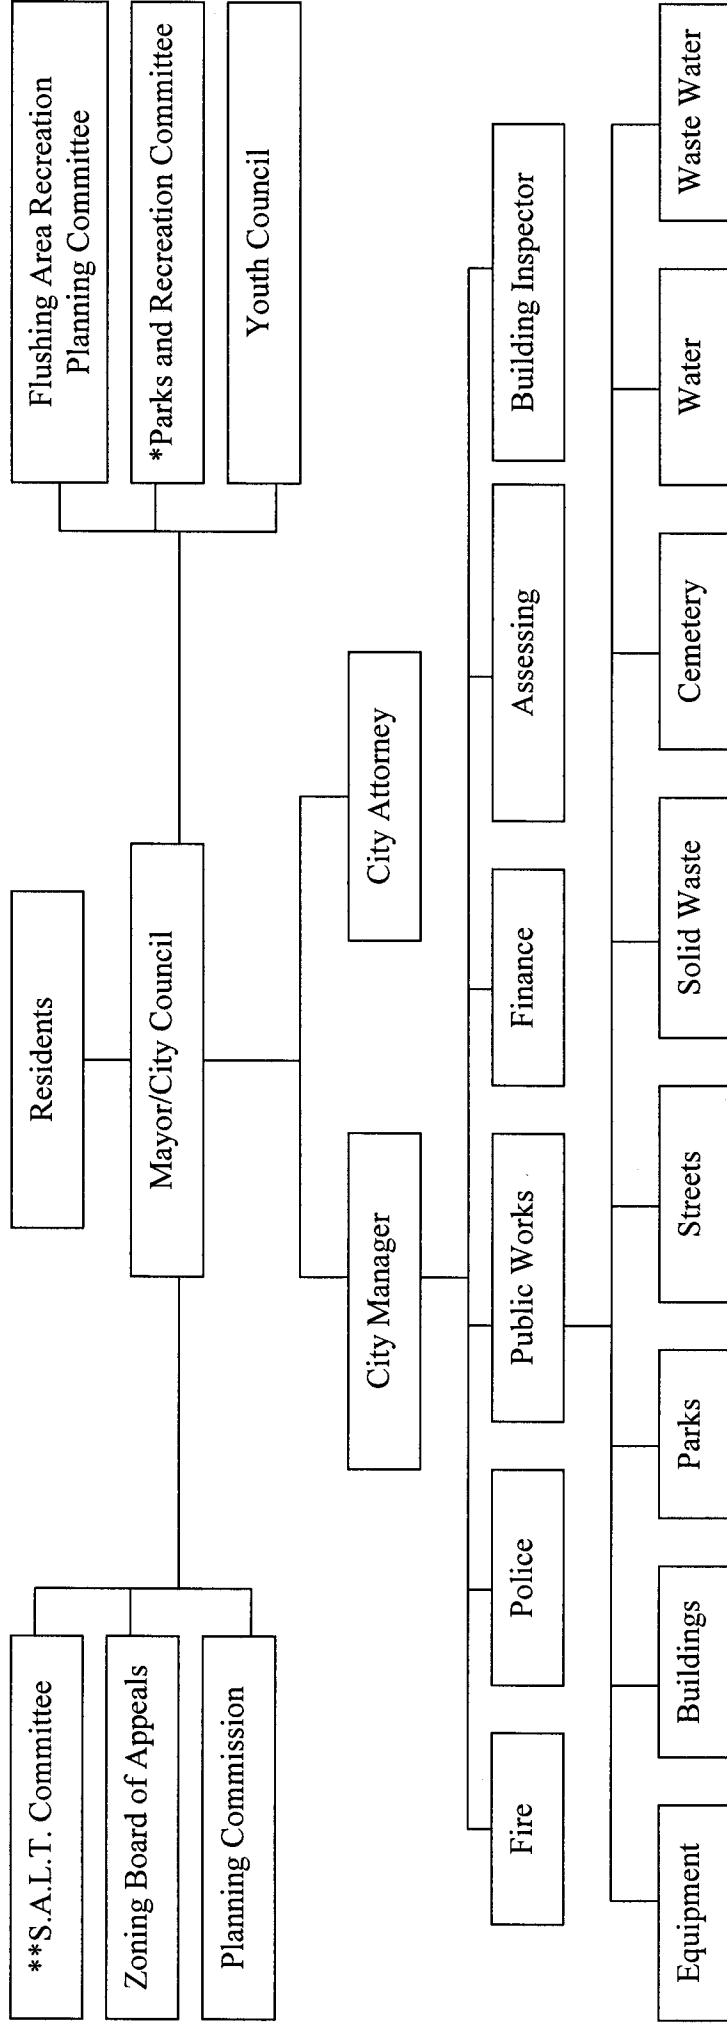 Residents
**S.A.L.T. Committee
Zoning Board of Appeals
Planning Commission
Mayor/City Council
Flushing Area Recreation
Planning Committee
*Parks and Recreation Committee
Youth Council
City Manager
City Attorney
Fire
Police
Public Works
Finance
Assessing
Building Inspector
Equipment
Buildings
Parks
Streets
Solid Waste
Cemetery
Water
Waste Water